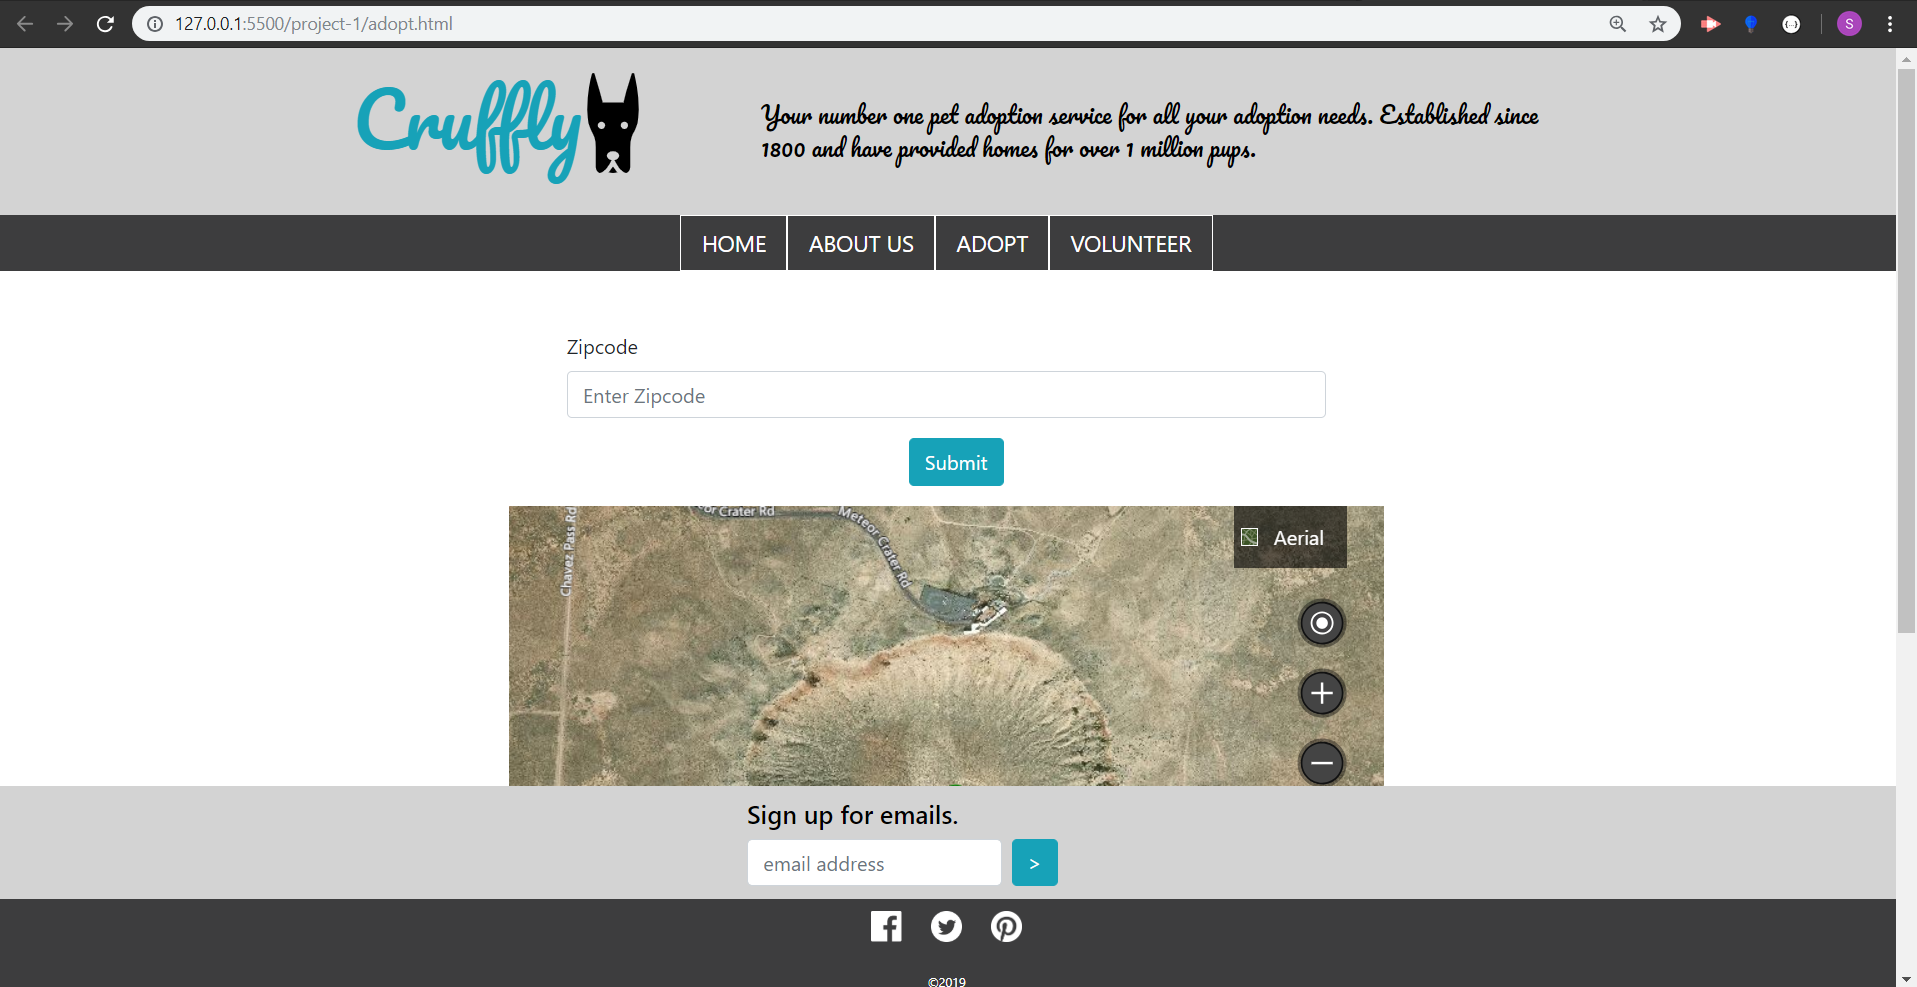 127.0.0.1:5500/project-1/adopt.html
S
Cruffly
Your number one pet adoption service for all your adoption needs. Established since
1800 and have provided homes for over 1 million pups.
HOME ABOUT US ADOPT VOLUNTEER
Zipcode
Enter Zipcode
Submit
or Crater Rd
Meteor Crater Rd
Chavez Pass Rd
Aerial
Sign up for emails.
email address
>
©2019